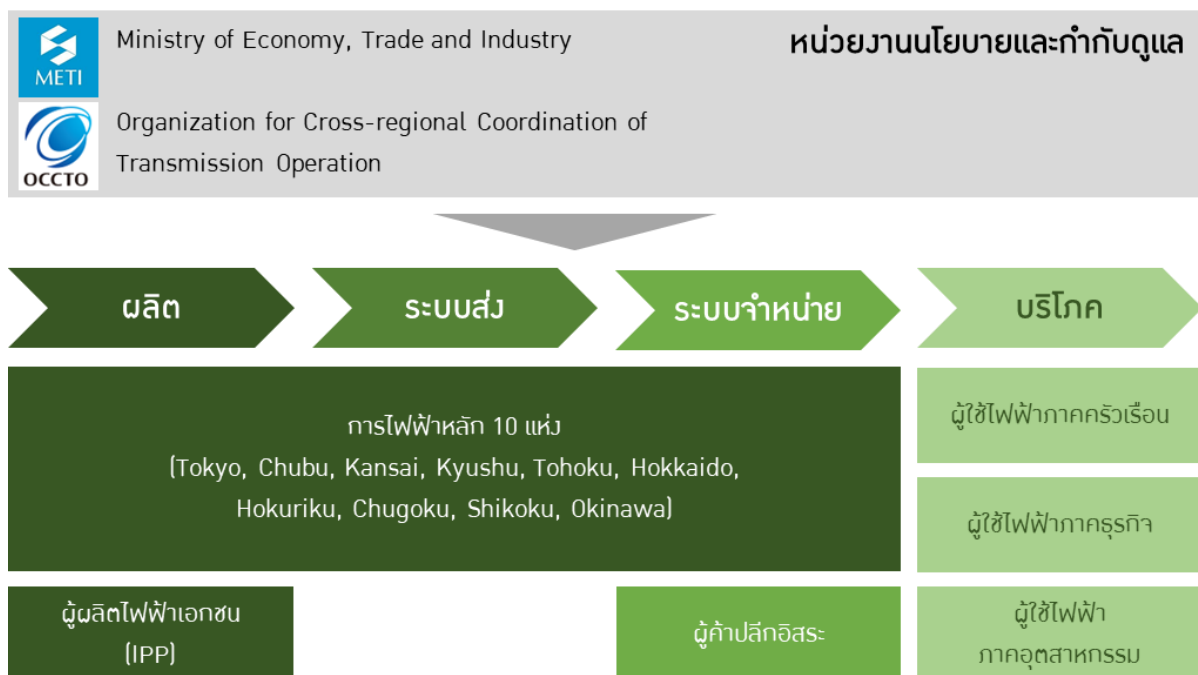 METI
Ministry of Economy, Trade and Industry
หน่วยงานนโยบายและกำกับดูแล
OCCTO
Organization for Cross-regional Coordination of
Transmission Operation
ผลิต
ระบบส่ง
ระบบจำหน่าย
บริโภค
การไฟฟ้าหลัก 10 แห่ง
(Tokyo, Chubu, Kansai, Kyushu, Tohoku, Hokkaido,
Hokuriku, Chugoku, Shikoku, Okinawa)
ผู้ใช้ไฟฟ้าภาคครัวเรือน
ผู้ใช้ไฟฟ้าภาคธุรกิจ
ผู้ผลิตไฟฟ้าเอกชน
(IPP)
ผู้ค้าปลีกอิสระ
ผู้ใช้ไฟฟ้า
ภาคอุตสาหกรรม